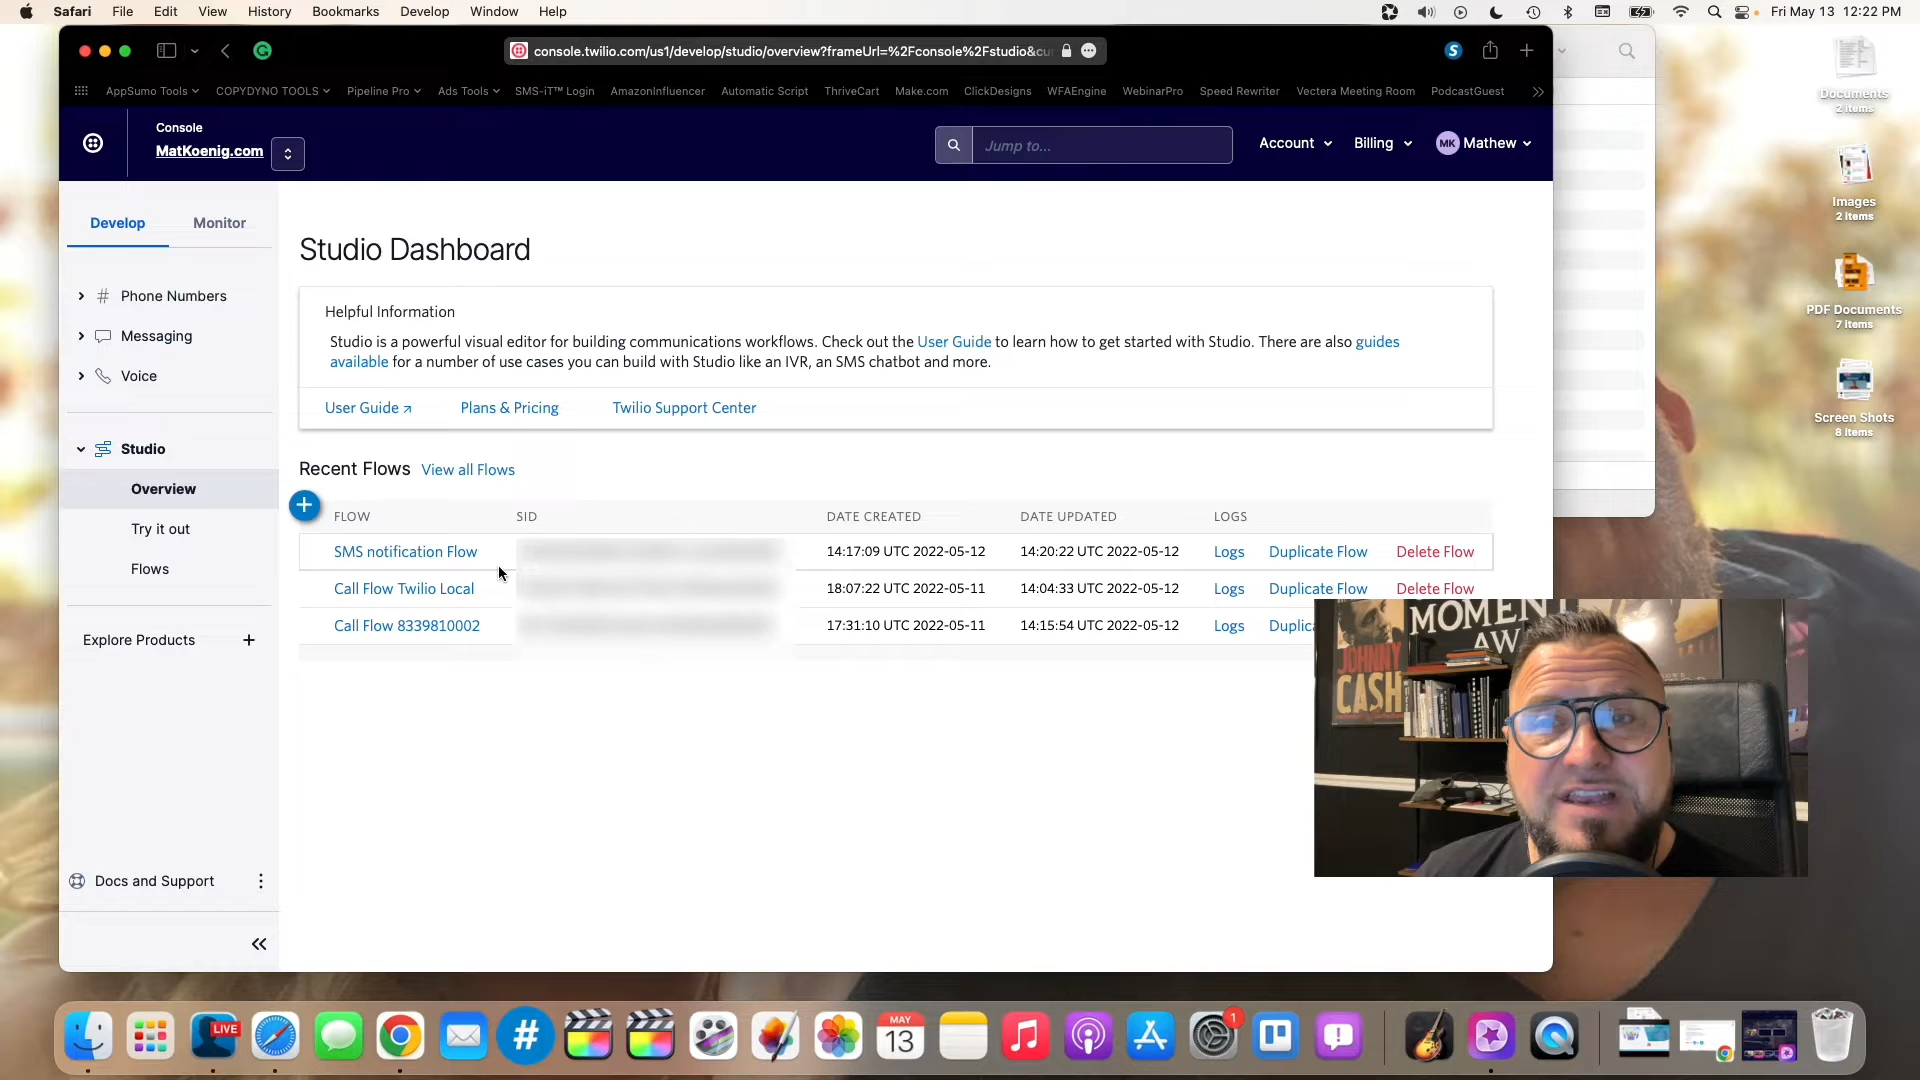 Safari File Edit View History Bookmarks Develop Window Help Fri May 13 12:22 PM
console.twilio.com/us1/develop/studio/overview?frameUrl=%2Fconsole%2Fstudio&cu
AppSumo Tools COPYDYNO TOOLS Pipeline Pro Ads Tools SMS-iT™ Login AmazonInfluencer Automatic Script ThriveCart Make.com ClickDesigns WFAEngine WebinarPro Speed Rewriter Vectera Meeting Room PodcastGuest
Console
MatKoenig.com
Jump to...
Account Billing MK Mathew
Develop Monitor
# Phone Numbers
Messaging
Voice
Studio
Overview
Try it out
Flows
Explore Products +
Docs and Support
Studio Dashboard
Helpful Information
Studio is a powerful visual editor for building communications workflows. Check out the User Guide to learn how to get started with Studio. There are also guides
available for a number of use cases you can build with Studio like an IVR, an SMS chatbot and more.
User Guide Plans & Pricing Twilio Support Center
Recent Flows View all Flows
FLOW SID DATE CREATED DATE UPDATED LOGS
SMS notification Flow 14:17:09 UTC 2022-05-12 14:20:22 UTC 2022-05-12 Logs Duplicate Flow Delete Flow
Call Flow Twilio Local 18:07:22 UTC 2022-05-11 14:04:33 UTC 2022-05-12 Logs Duplicate Flow Delete Flow
Call Flow 8339810002 17:31:10 UTC 2022-05-11 14:15:54 UTC 2022-05-12 Logs Duplic
Documents
2 items
Images
2 items
PDF Documents
7 items
Screen Shots
8 items
JOHNNY
CASH
MOMENT
AW
LIVE
MAY
13
#
1